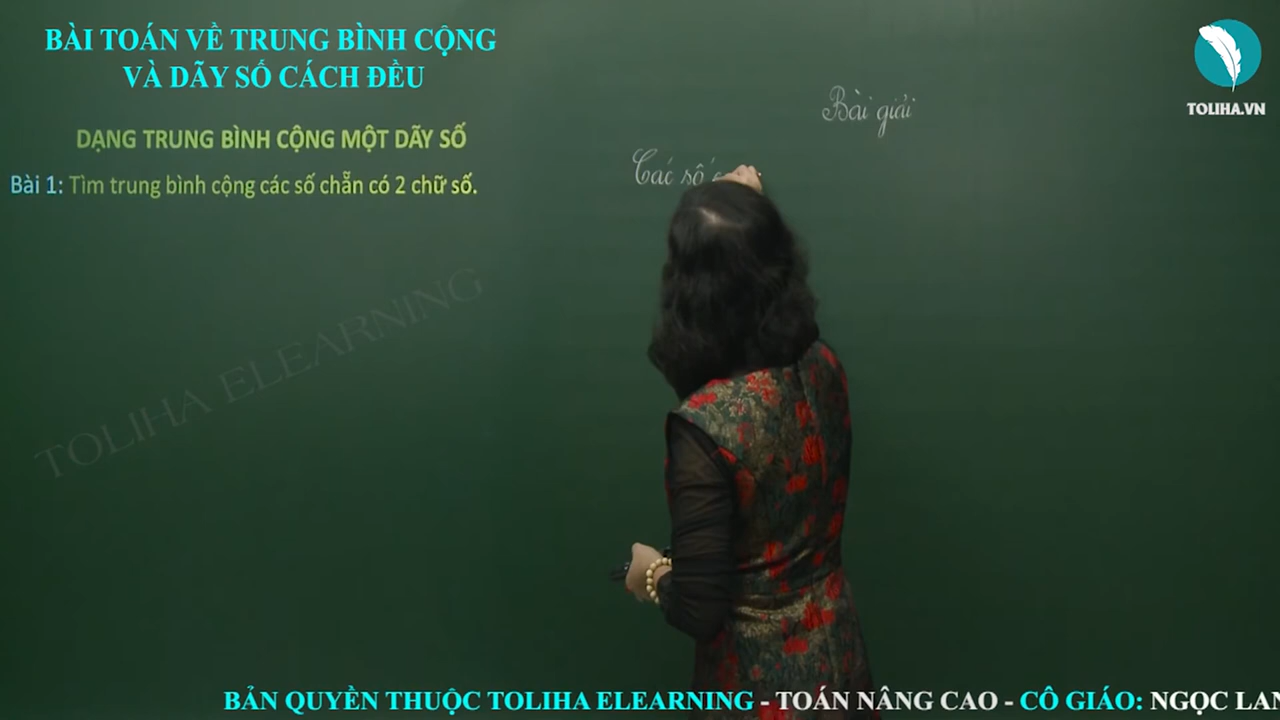 BÀI TOÁN VỀ TRUNG BÌNH CỘNG
VÀ DÃY SỐ CÁCH ĐỀU
DẠNG TRUNG BÌNH CỘNG MỘT DÃY SỐ
Bài 1: Tìm trung bình cộng các số chẵn có 2 chữ số.
Bài giải
Các số
TOLIHA.VN
TOLIHA ELEARNING
BẢN QUYỀN THUỘC TOLIHA ELEARNING - TOÁN NÂNG CAO - CÔ GIÁO: NGỌC LAN